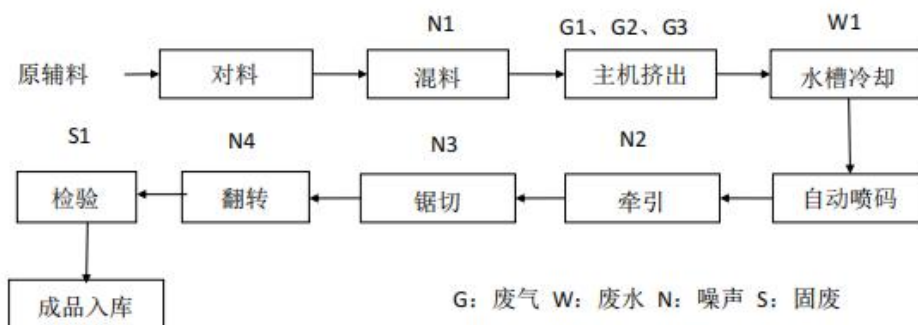 N1 G1、G2、G3 W1
原辅料 对料 混料 主机挤出 水槽冷却
S1 N4 N3 N2
检验 翻转 锯切 牵引 自动喷码
成品入库 G：废气 W：废水 N：噪声 S：固废